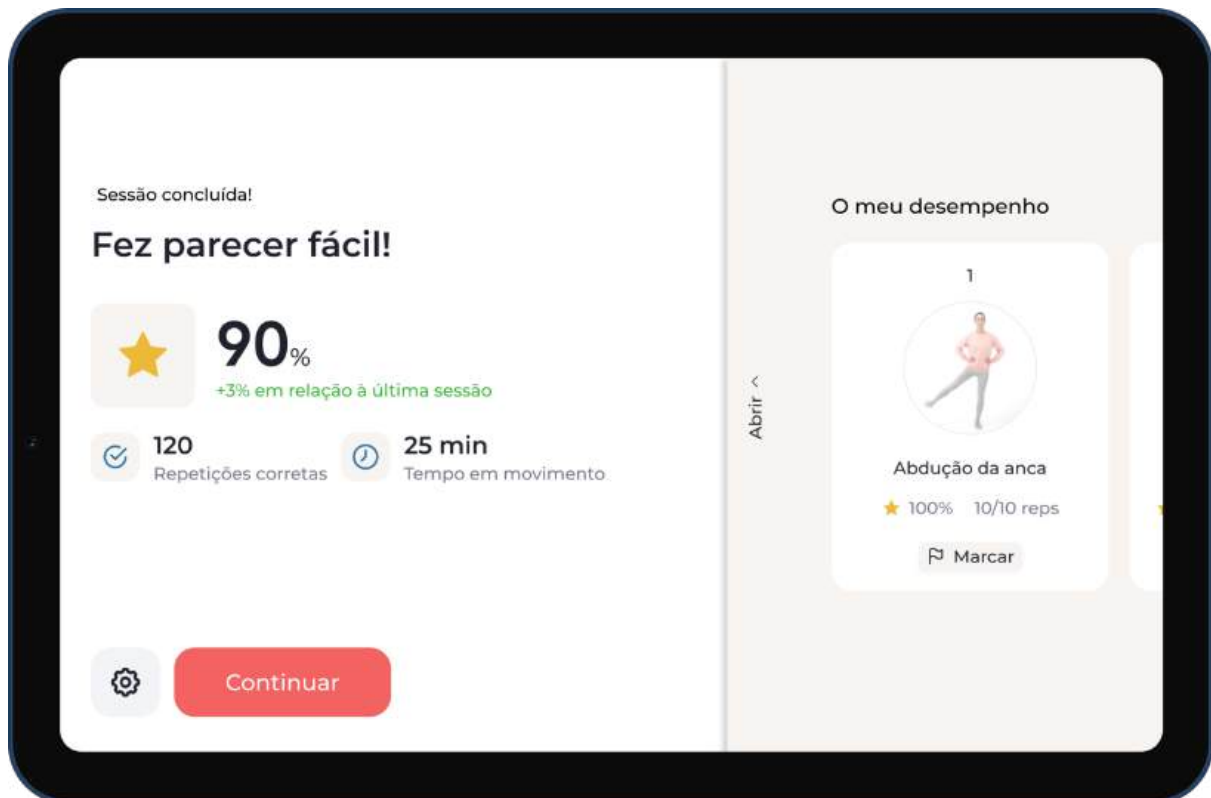 Sessão concluída!
Fez parecer fácil!
90%
+3% em relação à última sessão
120
Repetições corretas
25 min
Tempo em movimento
Continuar
Abrir
O meu desempenho
1
Abdução da anca
100% 10/10 reps
Marcar